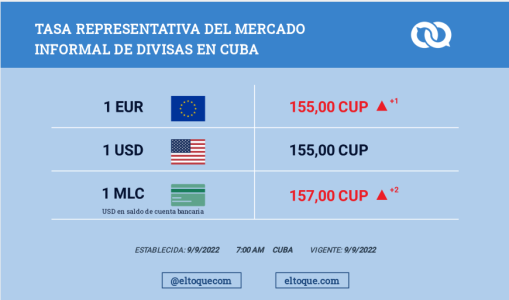 TASA REPRESENTATIVA DEL MERCADO
INFORMAL DE DIVISAS EN CUBA
1 EUR 155,00 CUP ▲ +1
1 USD 155,00 CUP
1 MLC 157,00 CUP ▲ +2
USD en saldo de cuenta bancaria
ESTABLECIDA: 9/9/2022 7:00 AM CUBA VIGENTE: 9/9/2022
@eltoquecom eltoque.com